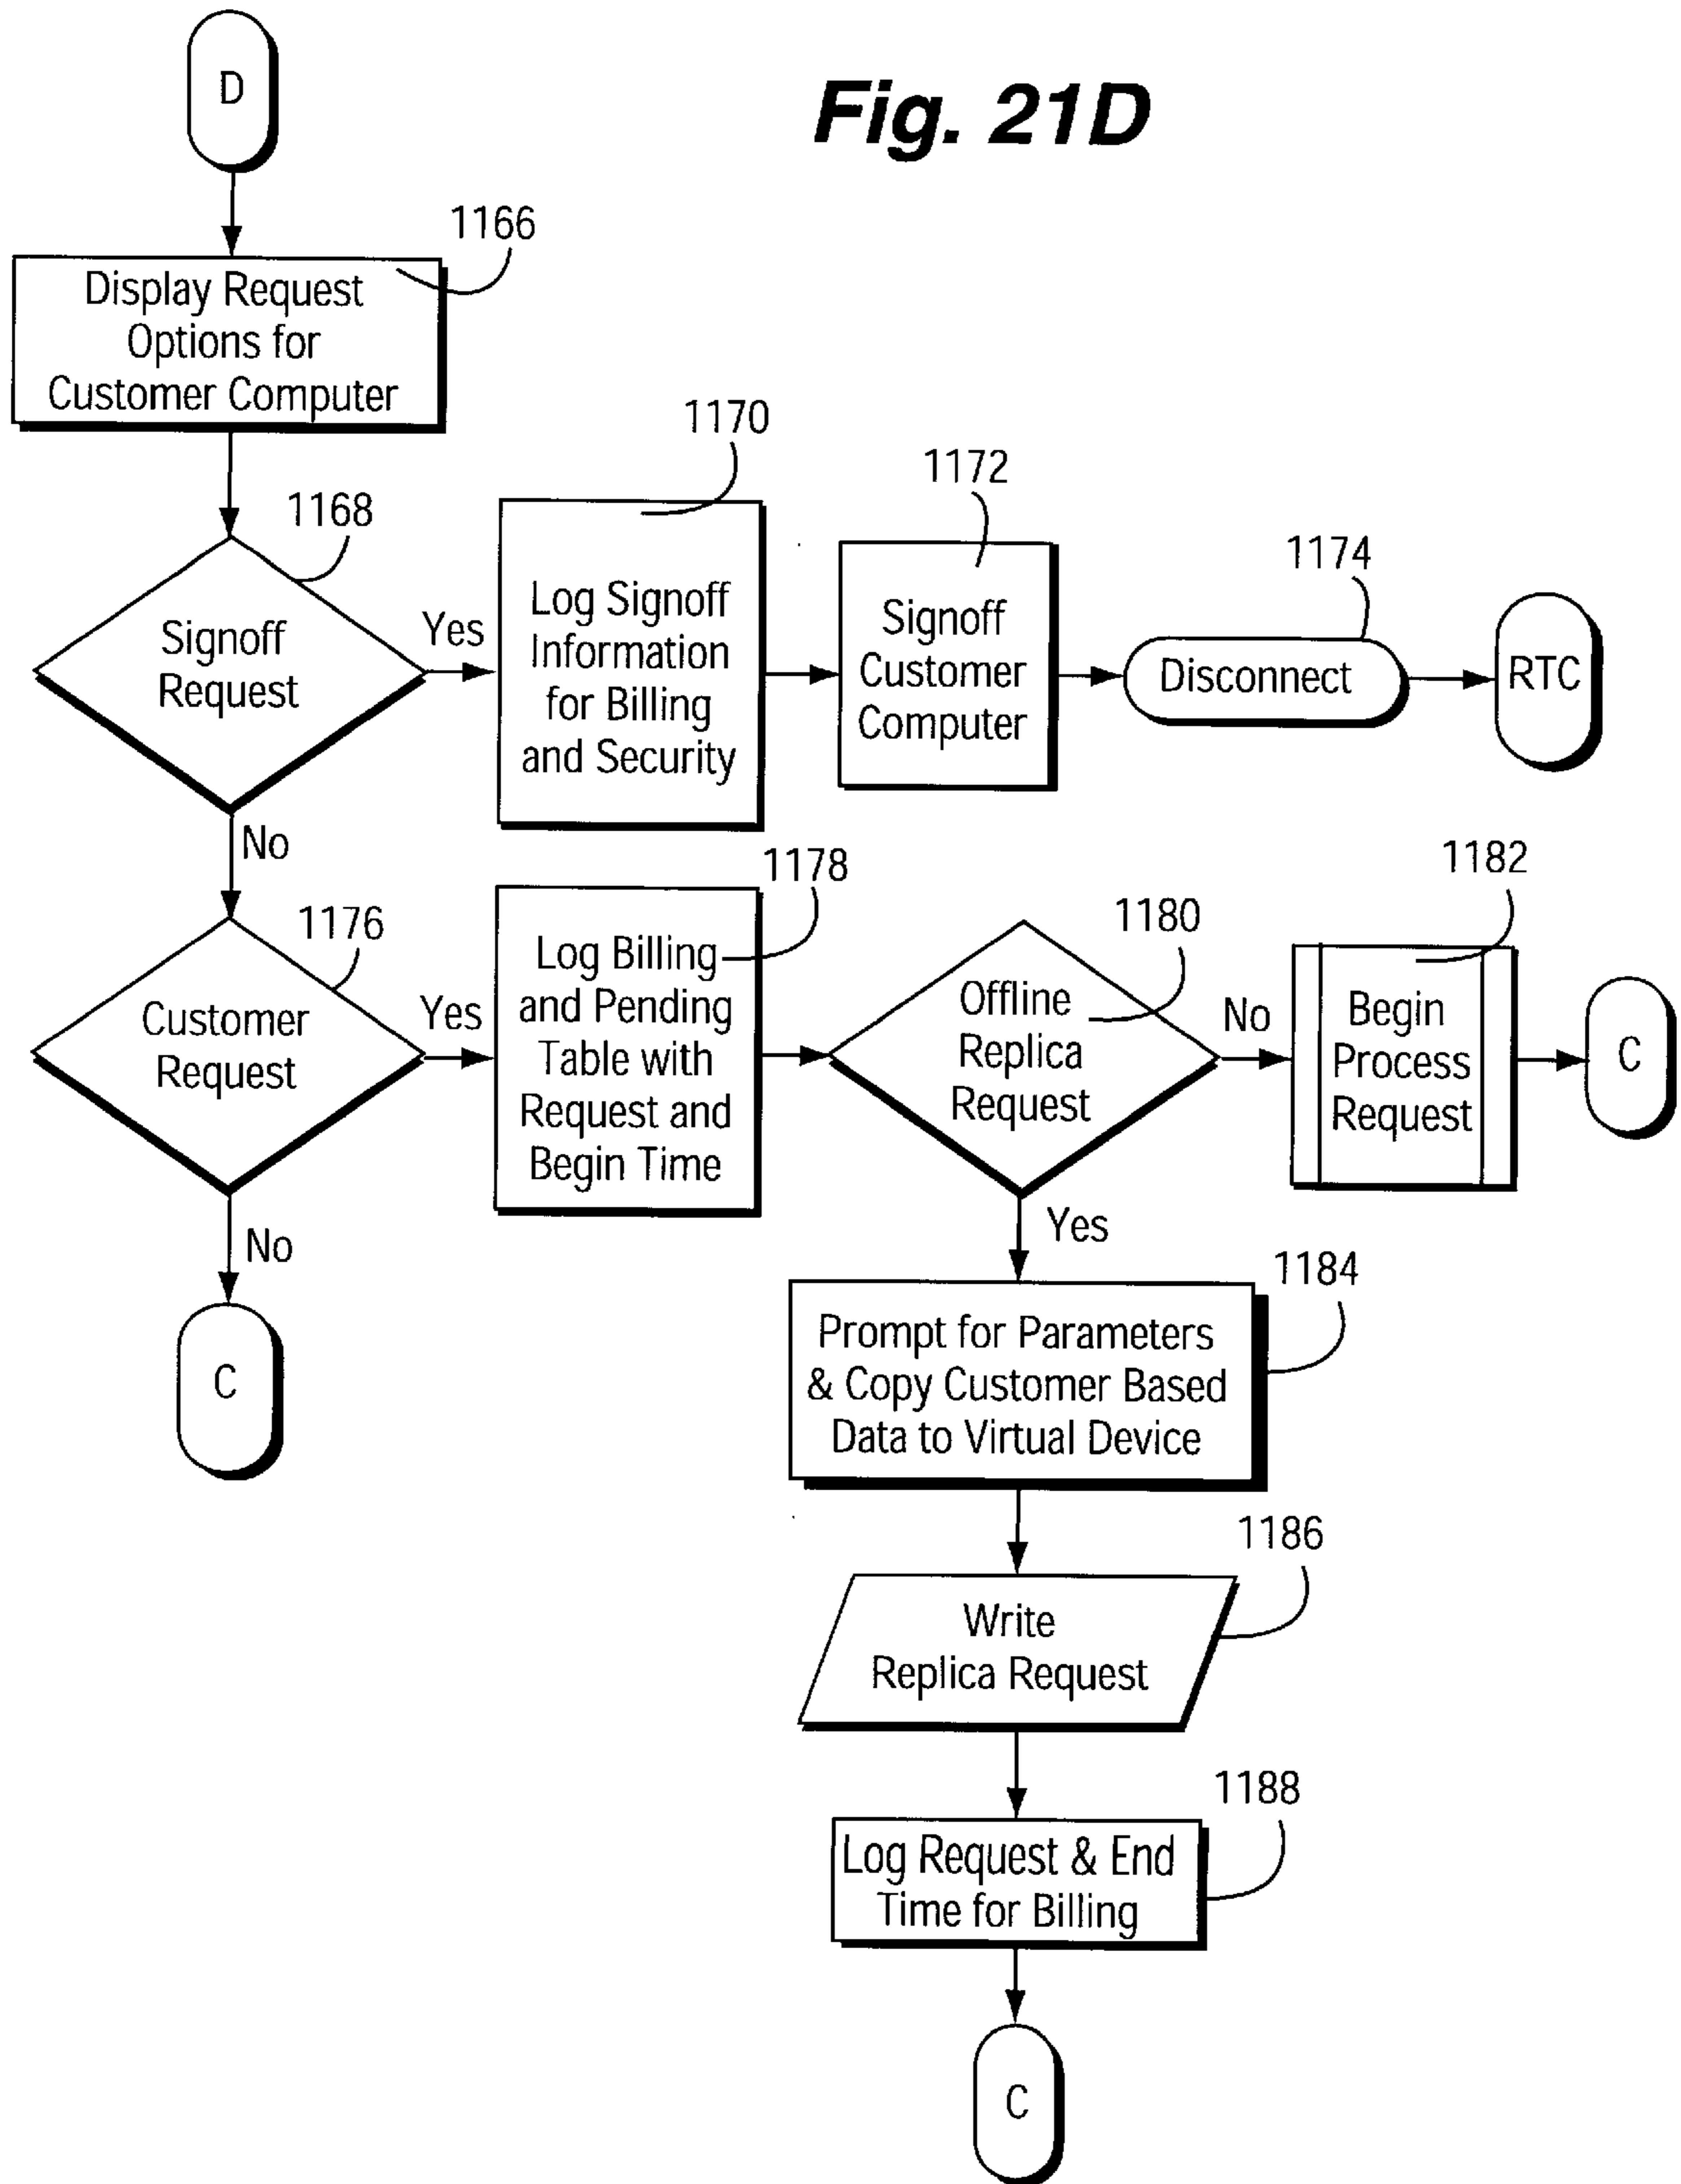 D
Fig. 21D
1166
Display Request
Options for
Customer Computer
1170
1172
1168
1174
Signoff
Request
Yes
Log Signoff
Information
for Billing
and Security
Signoff
Customer
Computer
Disconnect
RTC
No
1178
1182
1176
1180
Customer
Request
Yes
Log Billing
and Pending
Table with
Request and
Begin Time
Offline
Replica
Request
No
Begin
Process
Request
C
No
Yes
C
1184
Prompt for Parameters
& Copy Customer Based
Data to Virtual Device
1186
Write
Replica Request
1188
Log Request & End
Time for Billing
C